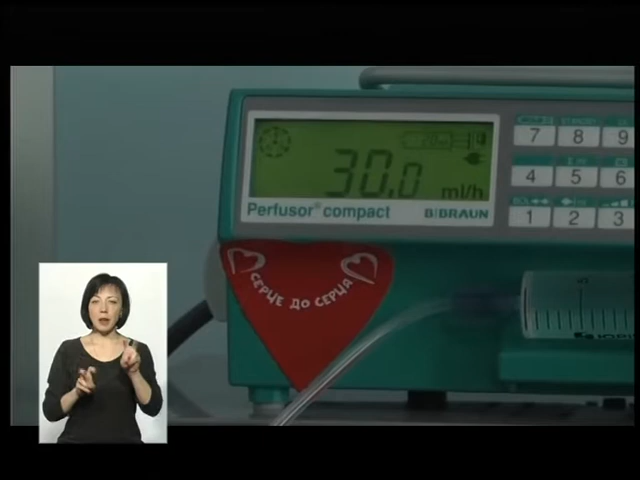 30.0 ml/h
Perfusor® compact
B|BRAUN
7 8 9
4 5 6
1 2 3
СЕРЦЕ ДО СЕРЦЯ